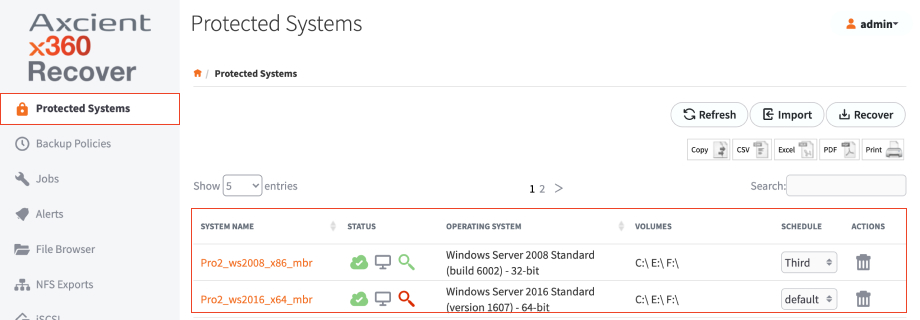 Axcient
x360
Recover
Protected Systems
admin
/ Protected Systems
Protected Systems
Backup Policies
Jobs
Alerts
File Browser
NFS Exports
iSCSI
Refresh
Import
Recover
Copy
CSV
Excel
PDF
Print
Show 5 entries
1 2 >
Search:
SYSTEM NAME STATUS OPERATING SYSTEM VOLUMES SCHEDULE ACTIONS
Pro2_ws2008_x86_mbr
Windows Server 2008 Standard
(build 6002) - 32-bit
C:\ E:\ F:\
Third
Pro2_ws2016_x64_mbr
Windows Server 2016 Standard
(version 1607) - 64-bit
C:\ E:\ F:\
default